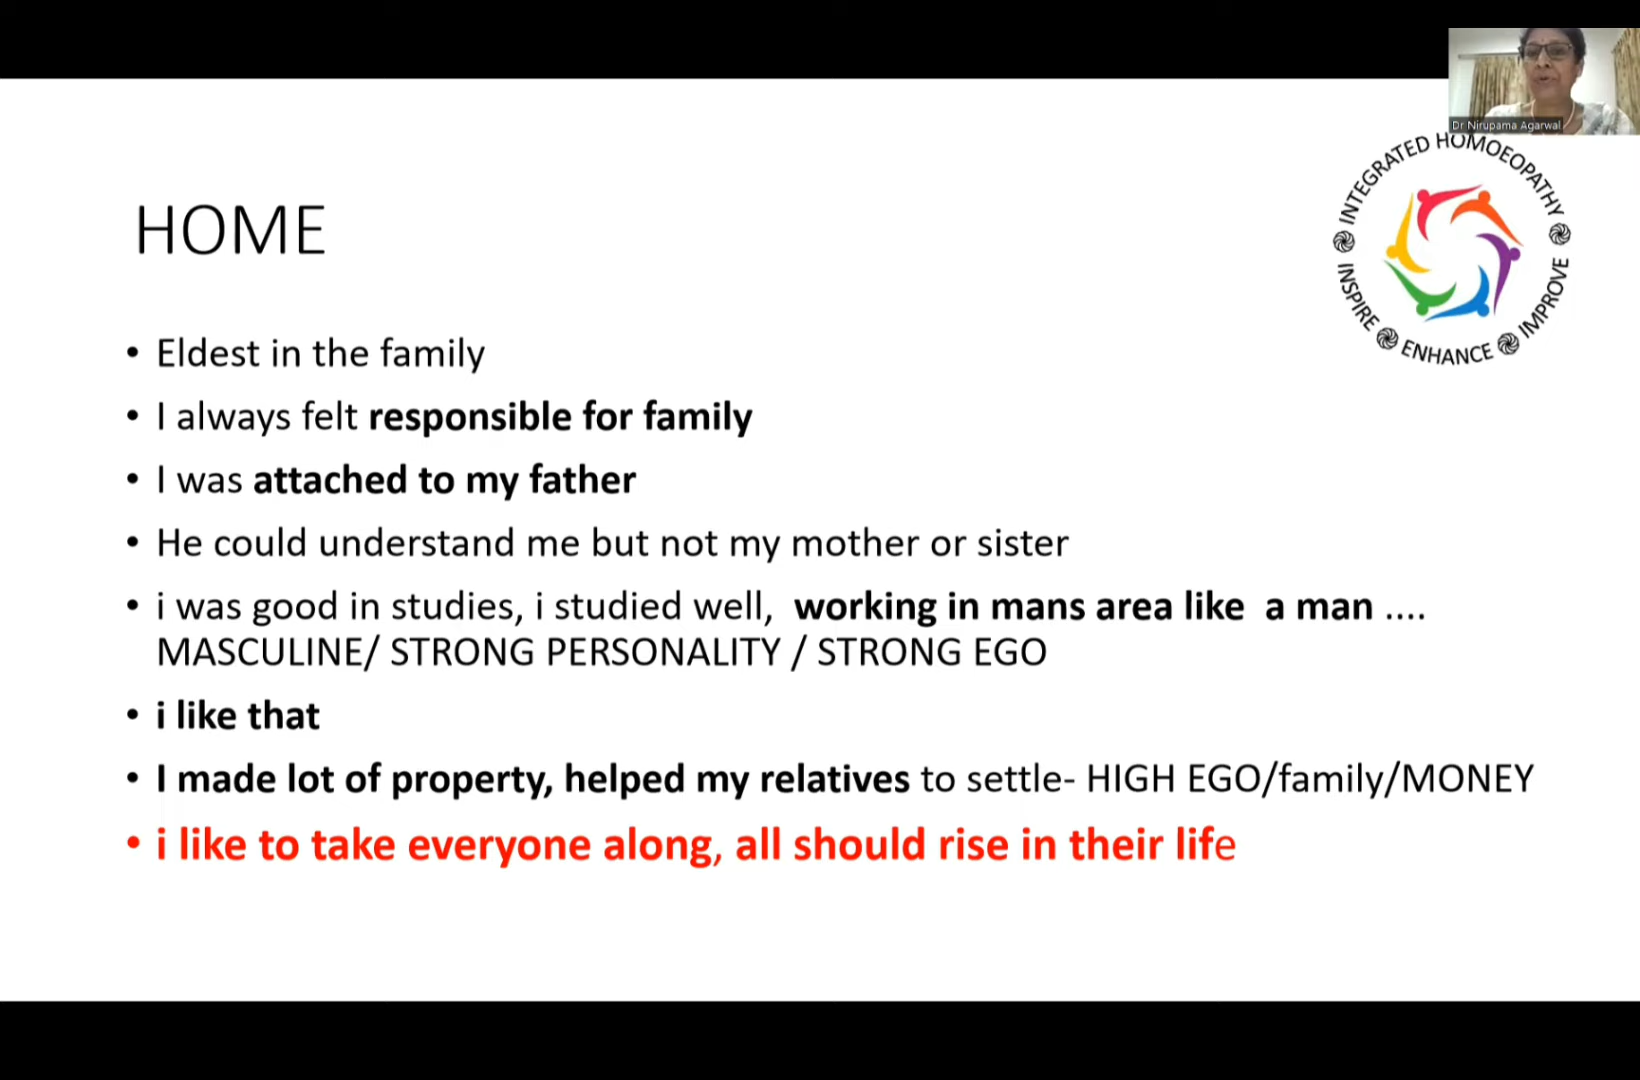 Dr Nirupama Agarwal
INTEGRATED HOMOEOPATHY
INSPIRE ENHANCE IMPROVE
HOME
• Eldest in the family
• I always felt responsible for family
• I was attached to my father
• He could understand me but not my mother or sister
• i was good in studies, i studied well, working in mans area like a man ....
MASCULINE/ STRONG PERSONALITY / STRONG EGO
• i like that
• I made lot of property, helped my relatives to settle- HIGH EGO/family/MONEY
• i like to take everyone along, all should rise in their life